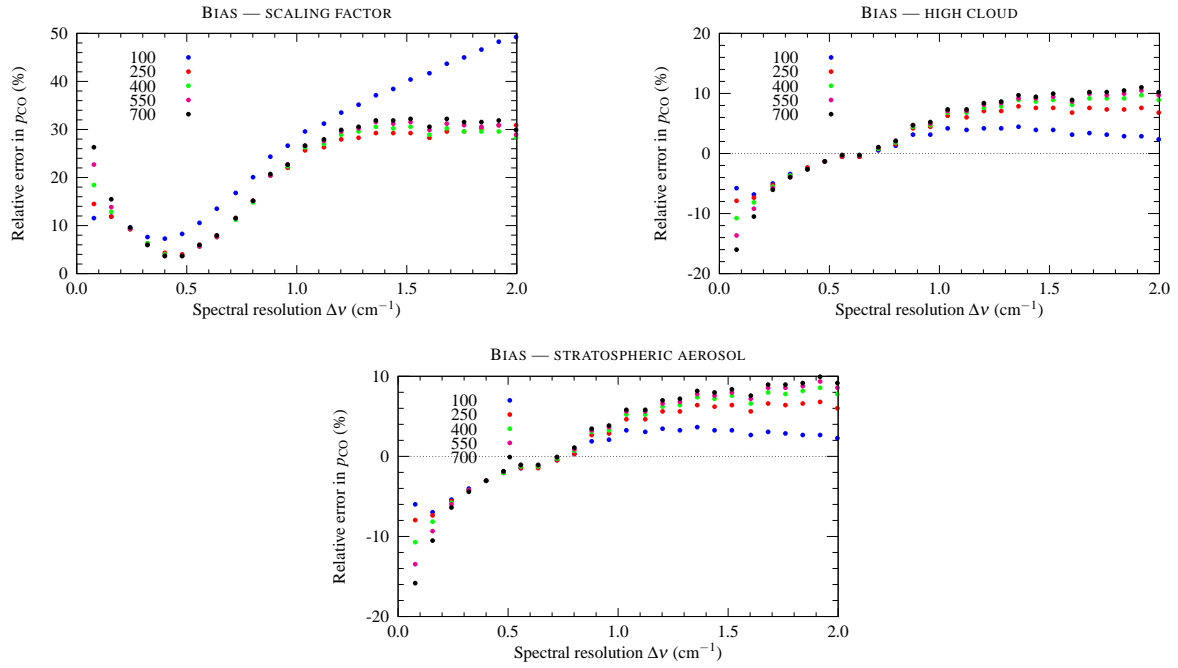 BIAS — SCALING FACTOR
50
40
30
20
10
0
100
250
400
550
700
Relative error in pCO (%)
0.0 0.5 1.0 1.5 2.0
Spectral resolution Δν (cm⁻¹)
BIAS — HIGH CLOUD
20
10
0
-10
-20
100
250
400
550
700
Relative error in pCO (%)
0.0 0.5 1.0 1.5 2.0
Spectral resolution Δν (cm⁻¹)
BIAS — STRATOSPHERIC AEROSOL
10
0
-10
-20
100
250
400
550
700
Relative error in pCO (%)
0.0 0.5 1.0 1.5 2.0
Spectral resolution Δν (cm⁻¹)